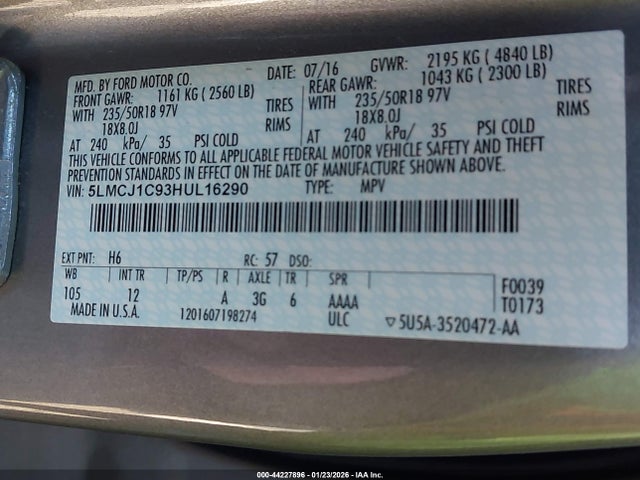 MFD. BY FORD MOTOR CO. DATE: 07/16 GVWR: 2195 KG ( 4840 LB)
FRONT GAWR: 1161 KG ( 2560 LB) REAR GAWR: 1043 KG ( 2300 LB)
WITH 235/50R18 97V TIRES WITH 235/50R18 97V TIRES
18X8.0J RIMS 18X8.0J RIMS
AT 240 kPa/ 35 PSI COLD AT 240 kPa/ 35 PSI COLD
THIS VEHICLE CONFORMS TO ALL APPLICABLE FEDERAL MOTOR VEHICLE SAFETY AND THEFT
PREVENTION STANDARDS IN EFFECT ON THE DATE OF MANUFACTURE SHOWN ABOVE.
VIN: 5LMCJ1C93HUL16290 TYPE: MPV
EXT PNT: H6 RC: 57 DSO:
WB INT TR TP/PS R AXLE TR SPR F0039
105 12 A 3G 6 AAAA T0173
MADE IN U.S.A. 1201607198274 ULC ▽5U5A-3520472-AA
000-44227896 - 01/23/2026 - IAA Inc.